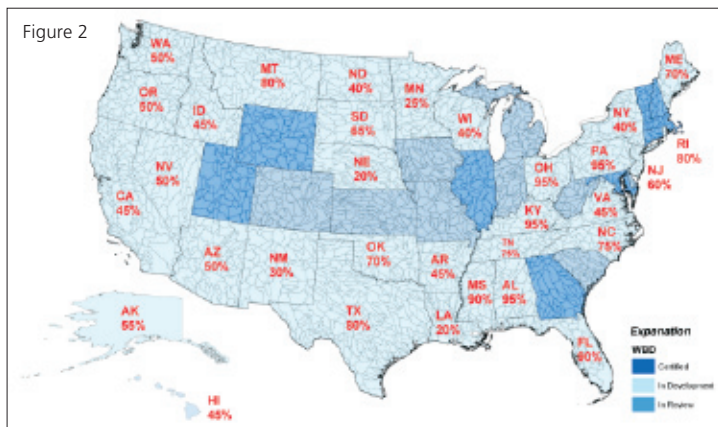 Figure 2
WA
50%
MT
80%
ND
40%
MN
25%
ME
70%
OR
50%
ID
45%
SD
65%
WI
40%
NY
40%
RI
80%
NV
50%
NE
20%
OH
95%
PA
95%
NJ
60%
CA
45%
KY
95%
VA
45%
AZ
50%
NM
30%
OK
70%
AR
45%
TN
NC
75%
MS
90%
AL
95%
TX
80%
LA
20%
FL
AK
55%
HI
45%
Expanation
WBD
Certified
In Development
In Review